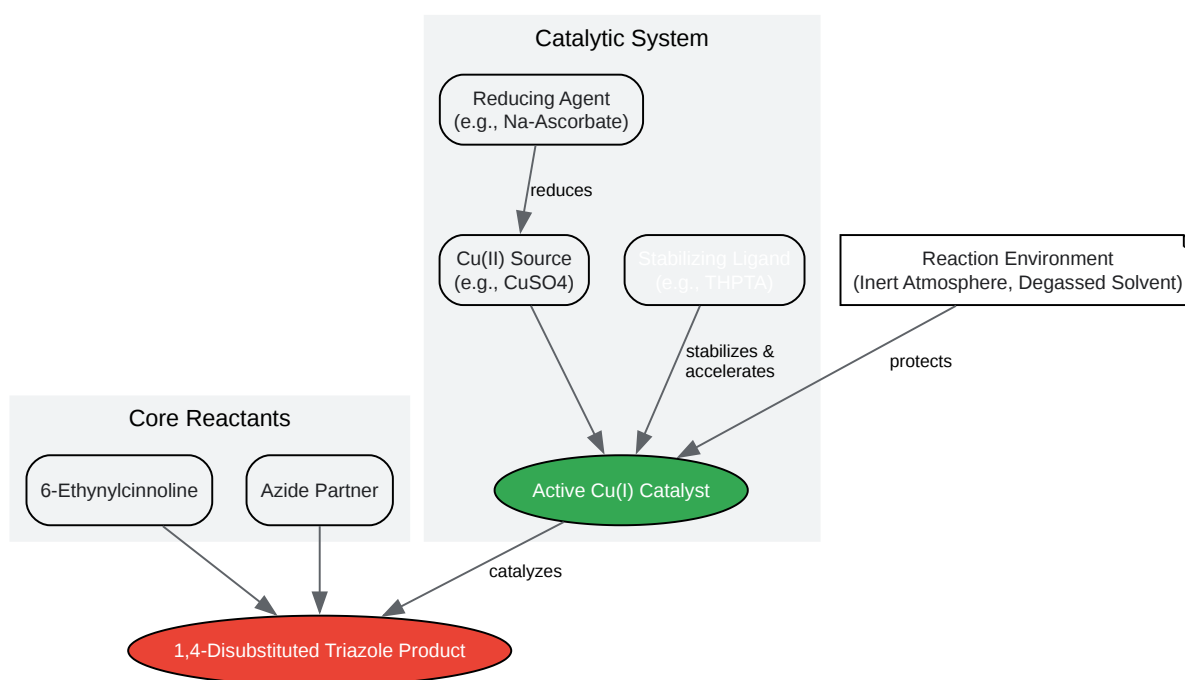 Catalytic System
Reducing Agent
(e.g., Na-Ascorbate)
reduces
Cu(II) Source
(e.g., CuSO4)
Stabilizing Ligand
(e.g., THPTA)
Reaction Environment
(Inert Atmosphere, Degassed Solvent)
stabilizes &
accelerates
protects
Core Reactants
6-Ethynylcinnoline
Azide Partner
Active Cu(I) Catalyst
catalyzes
1,4-Disubstituted Triazole Product